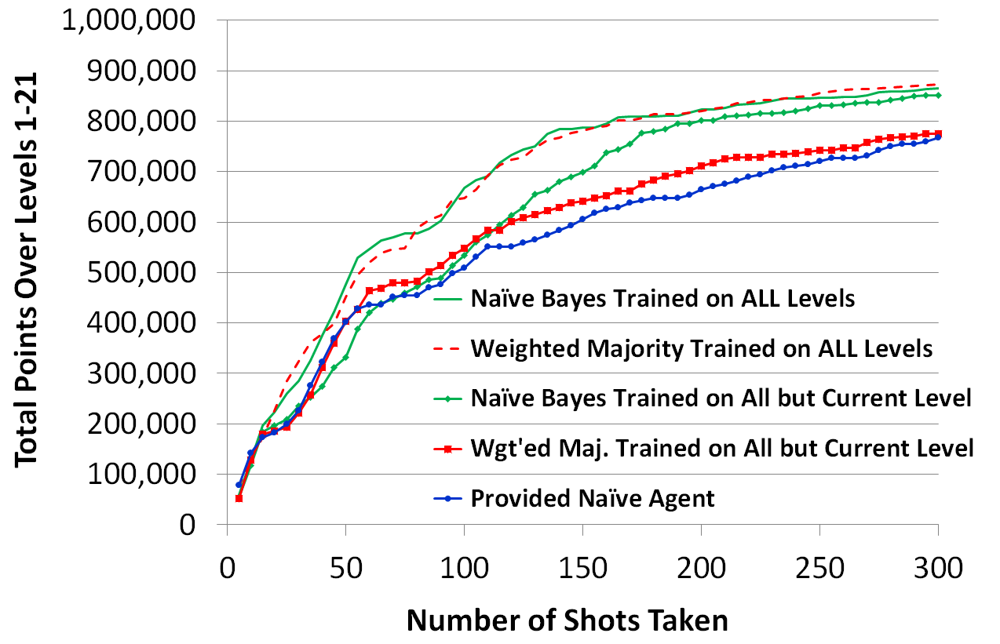 Total Points Over Levels 1-21
1,000,000
900,000
800,000
700,000
600,000
500,000
400,000
300,000
200,000
100,000
0
Naïve Bayes Trained on ALL Levels
Weighted Majority Trained on ALL Levels
Naïve Bayes Trained on All but Current Level
Wgt'ed Maj. Trained on All but Current Level
Provided Naïve Agent
0 50 100 150 200 250 300
Number of Shots Taken